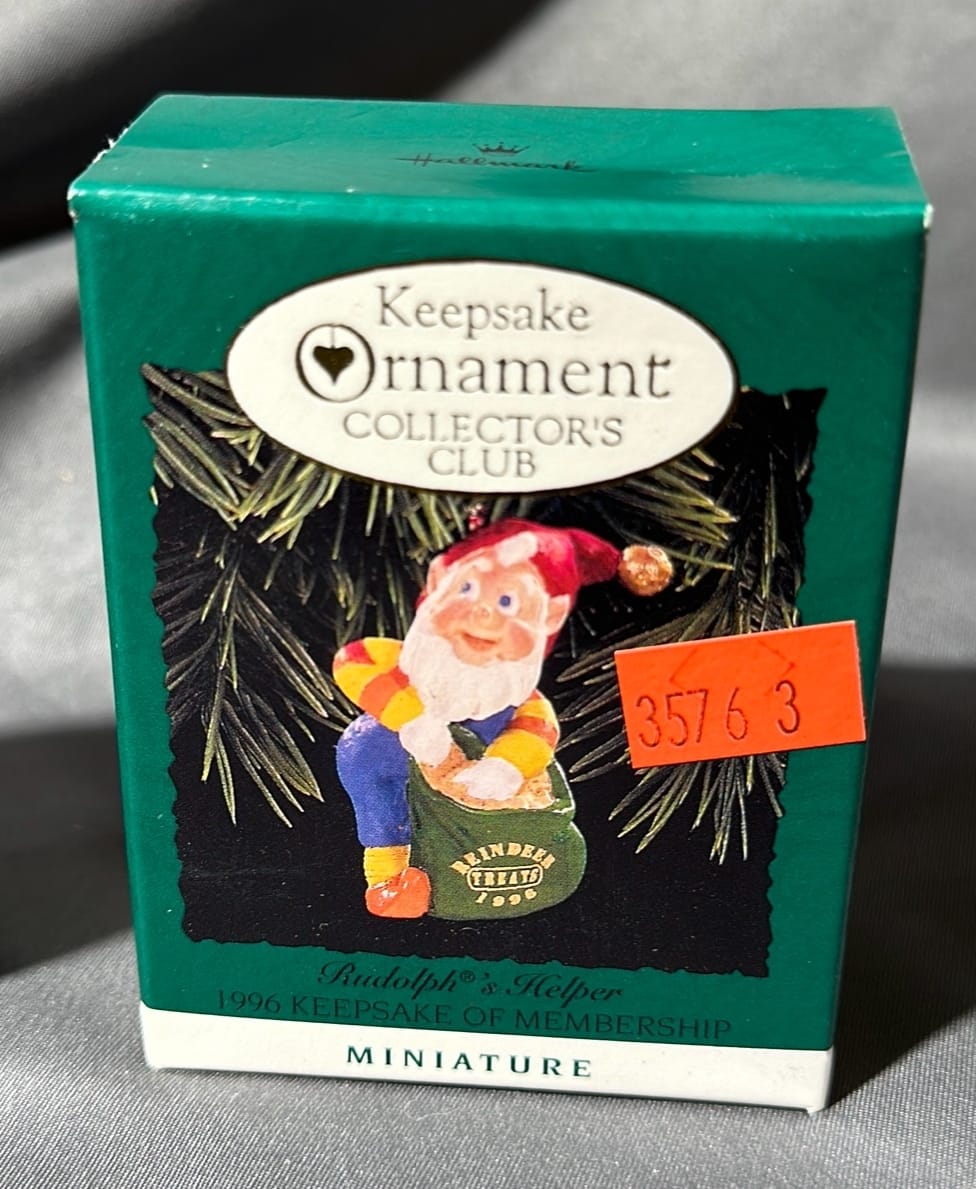 Hallmark
Keepsake
Ornament
COLLECTOR'S
CLUB
3576 3
REINDEER
TREATS
1996
Rudolph®'s Helper
1996 KEEPSAKE OF MEMBERSHIP
MINIATURE